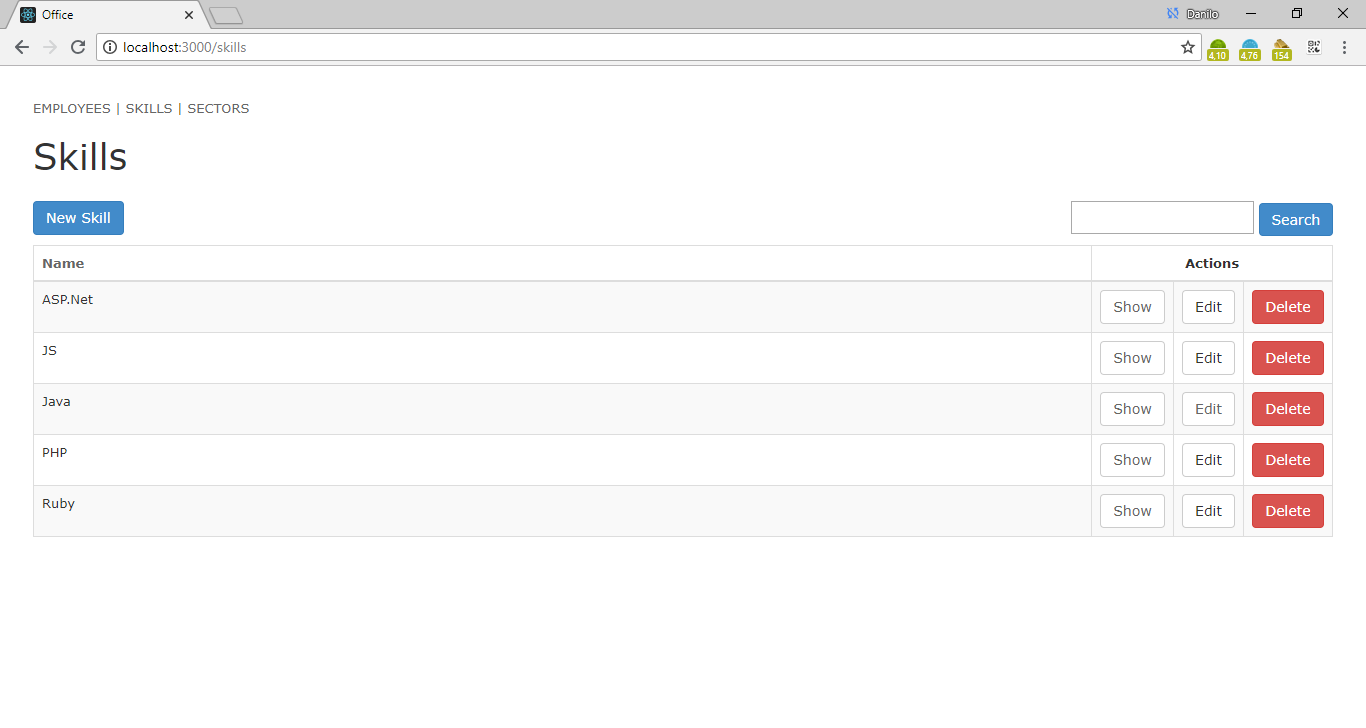 Office
Danilo
localhost:3000/skills
4,10 4,76 154
EMPLOYEES | SKILLS | SECTORS
Skills
New Skill Search
Name Actions
ASP.Net Show Edit Delete
JS Show Edit Delete
Java Show Edit Delete
PHP Show Edit Delete
Ruby Show Edit Delete